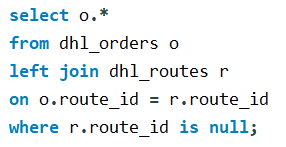 select o.*
from dhl_orders o
left join dhl_routes r
on o.route_id = r.route_id
where r.route_id is null;